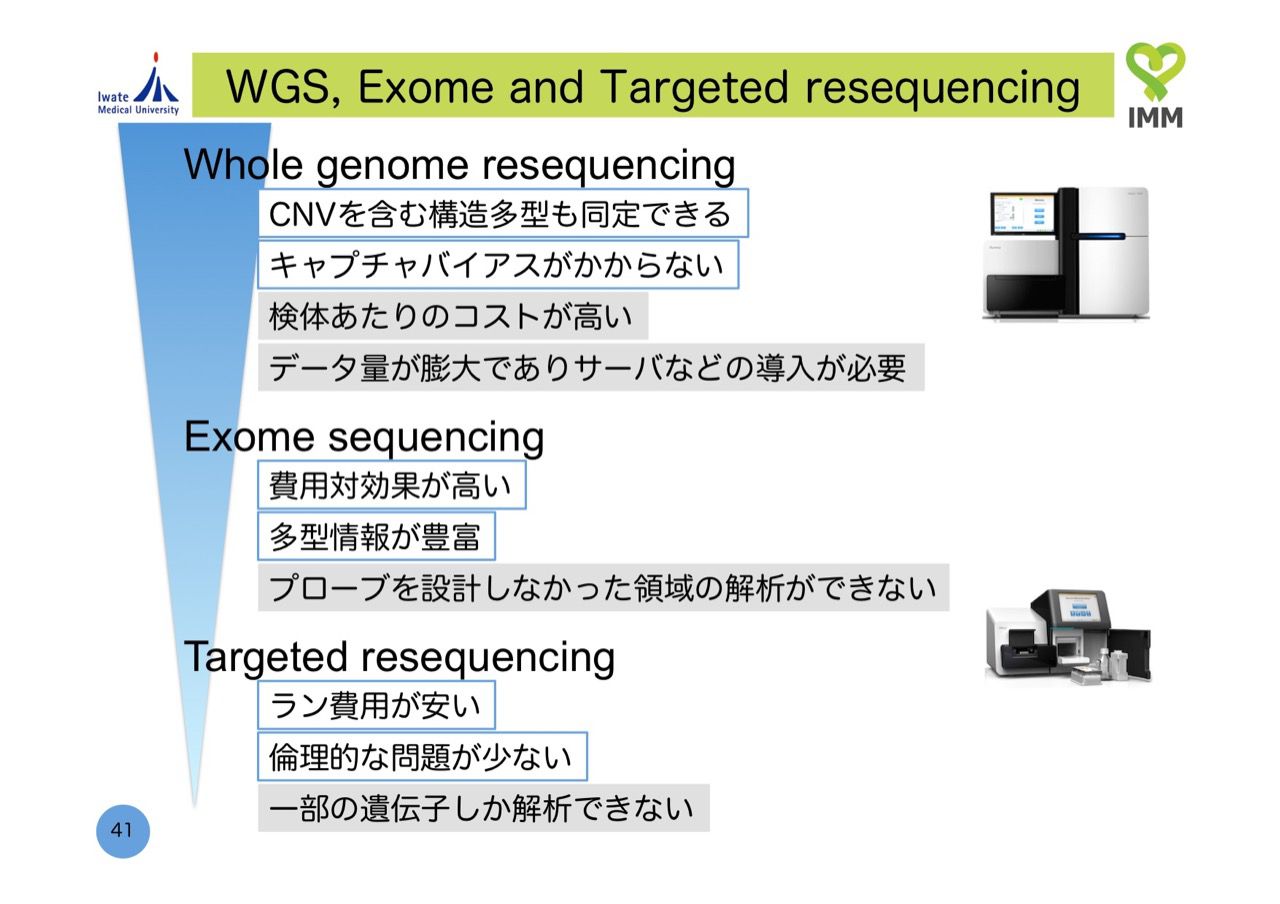 Iwate
Medical University
WGS, Exome and Targeted resequencing
IMM
Whole genome resequencing
CNVを含む構造多型も同定できる
キャプチャバイアスがかからない
検体あたりのコストが高い
データ量が膨大でありサーバなどの導入が必要
Exome sequencing
費用対効果が高い
多型情報が豊富
プローブを設計しなかった領域の解析ができない
Targeted resequencing
ラン費用が安い
倫理的な問題が少ない
一部の遺伝子しか解析できない
41